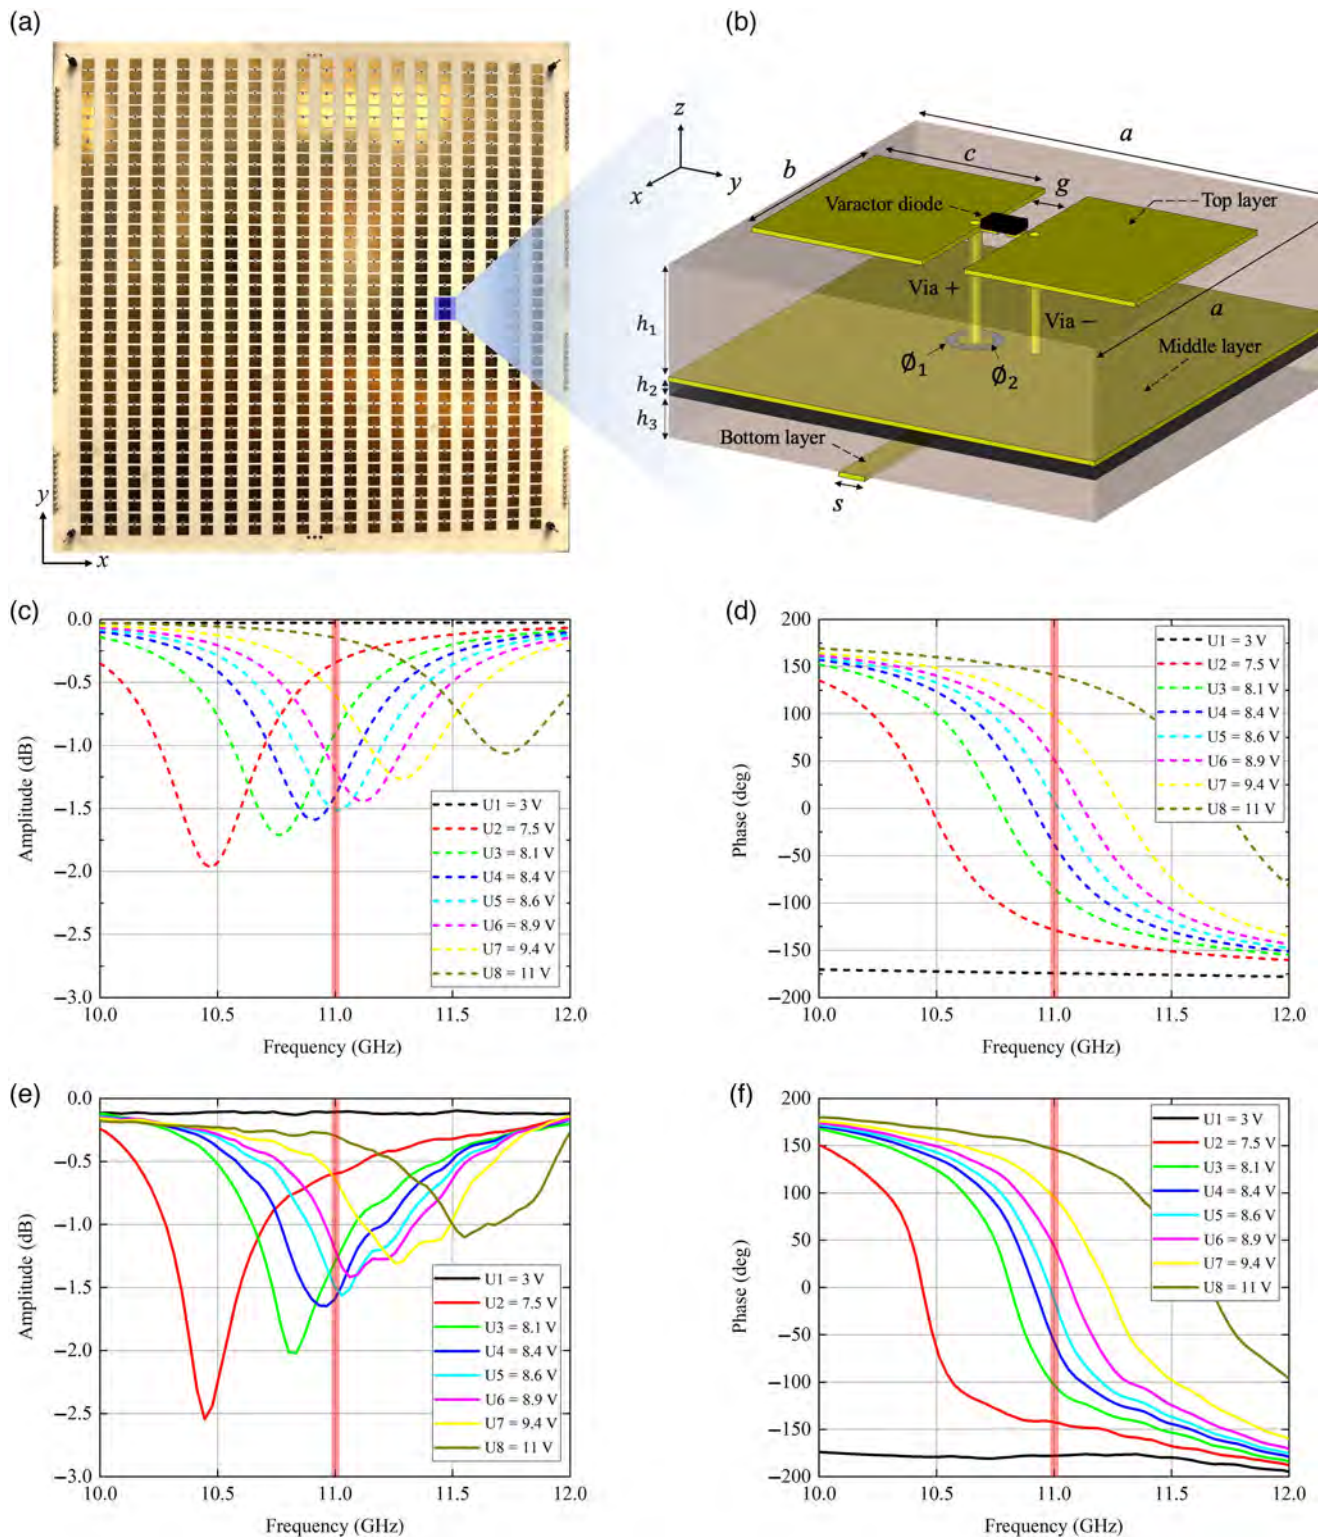 (a)
y
x
(b)
z
x
y
a
b
c
g
Varactor diode
Top layer
Via +
Via −
a
h₁
Middle layer
∅₁
∅₂
h₂
h₃
Bottom layer
s
(c)
0.0
−0.5
−1.0
−1.5
−2.0
−2.5
−3.0
Amplitude (dB)
U1 = 3 V
U2 = 7.5 V
U3 = 8.1 V
U4 = 8.4 V
U5 = 8.6 V
U6 = 8.9 V
U7 = 9.4 V
U8 = 11 V
10.0 10.5 11.0 11.5 12.0
Frequency (GHz)
(d)
200
150
100
50
0
−50
−100
−150
−200
Phase (deg)
U1 = 3 V
U2 = 7.5 V
U3 = 8.1 V
U4 = 8.4 V
U5 = 8.6 V
U6 = 8.9 V
U7 = 9.4 V
U8 = 11 V
10.0 10.5 11.0 11.5 12.0
Frequency (GHz)
(e)
0.0
−0.5
−1.0
−1.5
−2.0
−2.5
−3.0
Amplitude (dB)
U1 = 3 V
U2 = 7.5 V
U3 = 8.1 V
U4 = 8.4 V
U5 = 8.6 V
U6 = 8.9 V
U7 = 9.4 V
U8 = 11 V
10.0 10.5 11.0 11.5 12.0
Frequency (GHz)
(f)
200
150
100
50
0
−50
−100
−150
−200
Phase (deg)
U1 = 3 V
U2 = 7.5 V
U3 = 8.1 V
U4 = 8.4 V
U5 = 8.6 V
U6 = 8.9 V
U7 = 9.4 V
U8 = 11 V
10.0 10.5 11.0 11.5 12.0
Frequency (GHz)